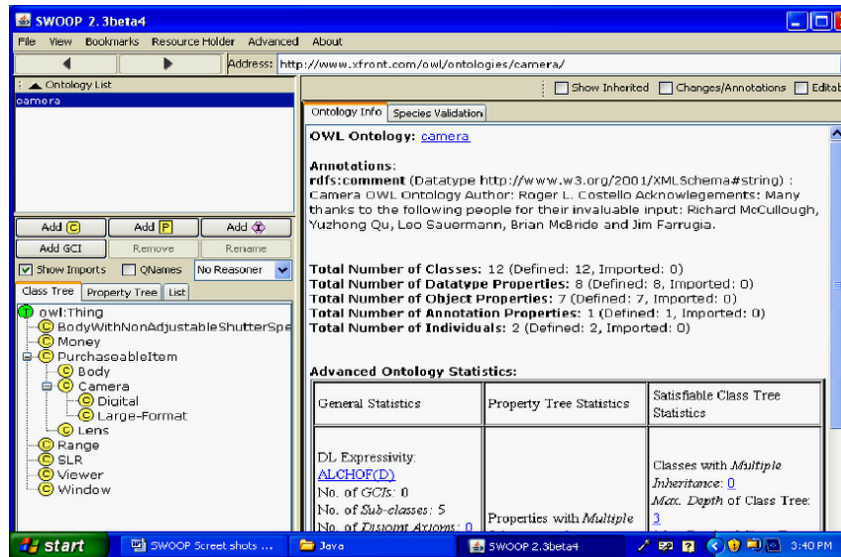 SWOOP 2.3beta4
File View Bookmarks Resource Holder Advanced About
Address: http://www.xfront.com/owl/ontologies/camera/
Ontology List
camera
Add C Add P Add I
Add GCI Remove Rename
Show Imports QNames No Reasoner
Class Tree Property Tree List
owl:Thing
C BodyWithNonAdjustableShutterSpe
C Money
C PurchaseableItem
C Body
C Camera
C Digital
C Large-Format
C Lens
C Range
C SLR
C Viewer
C Window
Show Inherited Changes/Annotations Editab
Ontology Info Species Validation
OWL Ontology: camera
Annotations:
rdfs:comment (Datatype http://www.w3.org/2001/XMLSchema#string) :
Camera OWL Ontology Author: Roger L. Costello Acknowlegements: Many
thanks to the following people for their invaluable input: Richard McCullough,
Yuzhong Qu, Leo Sauermann, Brian McBride and Jim Farrugia.
Total Number of Classes: 12 (Defined: 12, Imported: 0)
Total Number of Datatype Properties: 8 (Defined: 8, Imported: 0)
Total Number of Object Properties: 7 (Defined: 7, Imported: 0)
Total Number of Annotation Properties: 1 (Defined: 1, Imported: 0)
Total Number of Individuals: 2 (Defined: 2, Imported: 0)
Advanced Ontology Statistics:
General Statistics
Property Tree Statistics
Satisfiable Class Tree
Statistics
DL Expressivity:
ALCHOF(D)
No. of GCIs: 0
No. of Sub-classes: 5
No. of Disjoint Axioms: 0
Properties with Multiple
Classes with Multiple
Inheritance: 0
Max. Depth of Class Tree:
3
start SWOOP Screet shots ... Java SWOOP 2.3beta4 3:40 PM